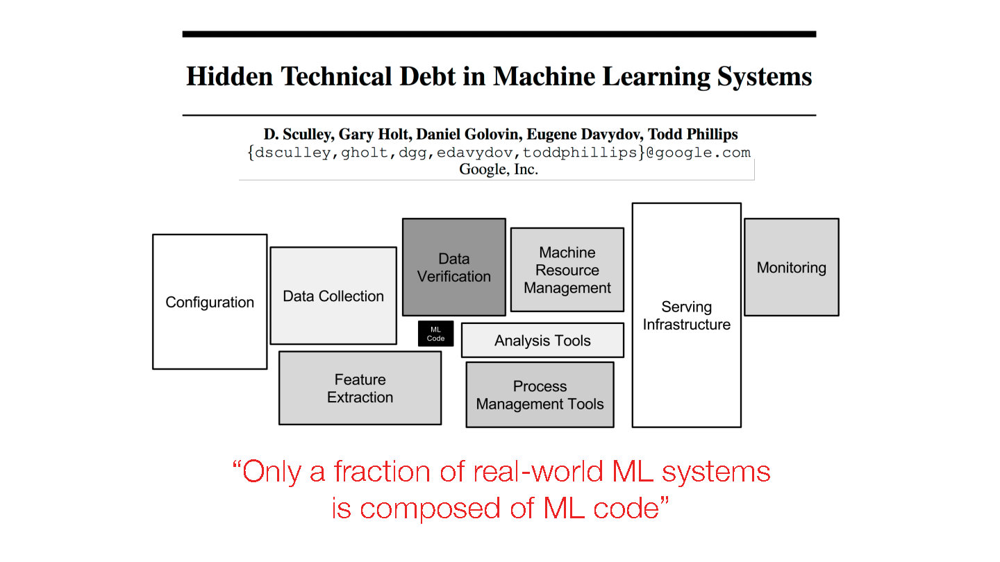 Hidden Technical Debt in Machine Learning Systems
D. Sculley, Gary Holt, Daniel Golovin, Eugene Davydov, Todd Phillips
{dsculley,gholt,dgg,edavydov,toddphillips}@google.com
Google, Inc.
Configuration
Data Collection
Data
Verification
Machine
Resource
Management
Monitoring
Serving
Infrastructure
ML
Code
Analysis Tools
Feature
Extraction
Process
Management Tools
“Only a fraction of real-world ML systems
is composed of ML code”